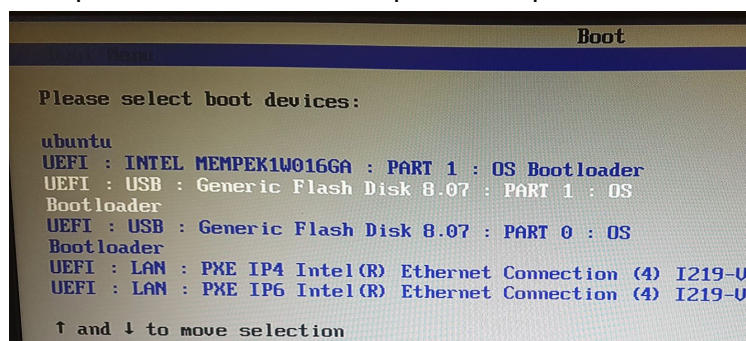 Boot
Boot Menu
Please select boot devices:
ubuntu
UEFI : INTEL MEMPEK1W016GA : PART 1 : OS Bootloader
UEFI : USB : Generic Flash Disk 8.07 : PART 1 : OS
Bootloader
UEFI : USB : Generic Flash Disk 8.07 : PART 0 : OS
Bootloader
UEFI : LAN : PXE IP4 Intel(R) Ethernet Connection (4) I219-V
UEFI : LAN : PXE IP6 Intel(R) Ethernet Connection (4) I219-V
↑ and ↓ to move selection